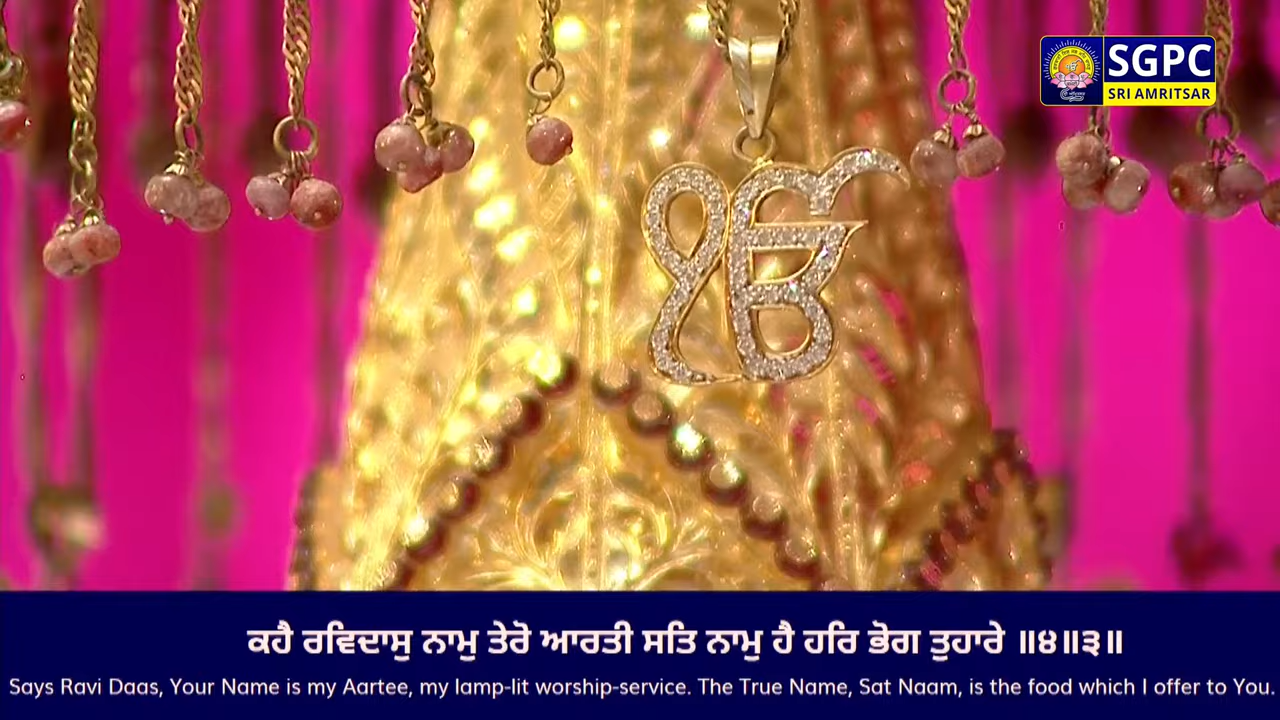 SGPC
SRI AMRITSAR
ੴ
ਕਹੈ ਰਵਿਦਾਸੁ ਨਾਮੁ ਤੇਰੋ ਆਰਤੀ ਸਤਿ ਨਾਮੁ ਹੈ ਹਰਿ ਭੋਗ ਤੁਹਾਰੇ ॥੪॥੩॥
Says Ravi Daas, Your Name is my Aartee, my lamp-lit worship-service. The True Name, Sat Naam, is the food which I offer to You.